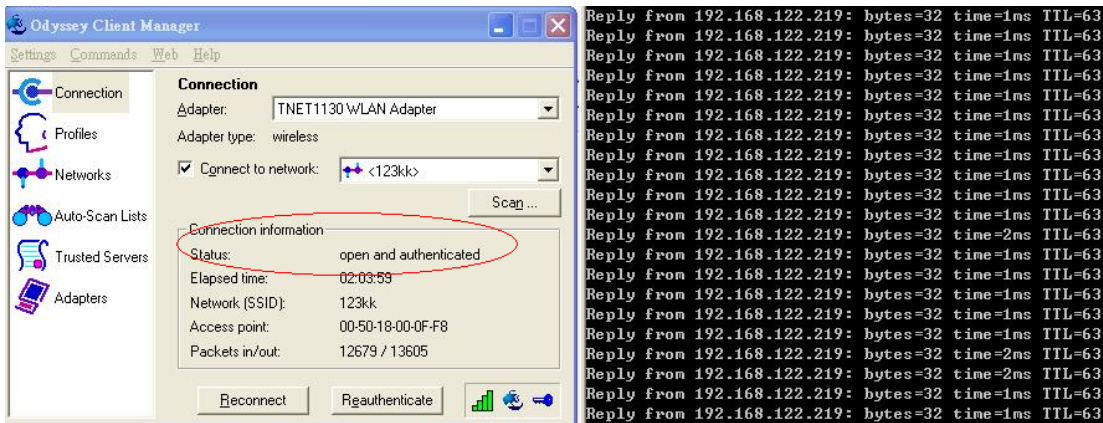 Odyssey Client Manager
Settings Commands Web Help
Connection
Profiles
Networks
Auto-Scan Lists
Trusted Servers
Adapters
Connection
Adapter: TNET1130 WLAN Adapter
Adapter type: wireless
Connect to network: <123kk>
Scan ...
Connection information
Status: open and authenticated
Elapsed time: 02:03:59
Network (SSID): 123kk
Access point: 00-50-18-00-0F-F8
Packets in/out: 12679 / 13605
Reconnect Reauthenticate
Reply from 192.168.122.219: bytes=32 time=1ms TTL=63
Reply from 192.168.122.219: bytes=32 time=1ms TTL=63
Reply from 192.168.122.219: bytes=32 time=1ms TTL=63
Reply from 192.168.122.219: bytes=32 time=1ms TTL=63
Reply from 192.168.122.219: bytes=32 time=1ms TTL=63
Reply from 192.168.122.219: bytes=32 time=1ms TTL=63
Reply from 192.168.122.219: bytes=32 time=1ms TTL=63
Reply from 192.168.122.219: bytes=32 time=1ms TTL=63
Reply from 192.168.122.219: bytes=32 time=1ms TTL=63
Reply from 192.168.122.219: bytes=32 time=1ms TTL=63
Reply from 192.168.122.219: bytes=32 time=1ms TTL=63
Reply from 192.168.122.219: bytes=32 time=2ms TTL=63
Reply from 192.168.122.219: bytes=32 time=1ms TTL=63
Reply from 192.168.122.219: bytes=32 time=1ms TTL=63
Reply from 192.168.122.219: bytes=32 time=1ms TTL=63
Reply from 192.168.122.219: bytes=32 time=1ms TTL=63
Reply from 192.168.122.219: bytes=32 time=1ms TTL=63
Reply from 192.168.122.219: bytes=32 time=2ms TTL=63
Reply from 192.168.122.219: bytes=32 time=2ms TTL=63
Reply from 192.168.122.219: bytes=32 time=1ms TTL=63
Reply from 192.168.122.219: bytes=32 time=1ms TTL=63